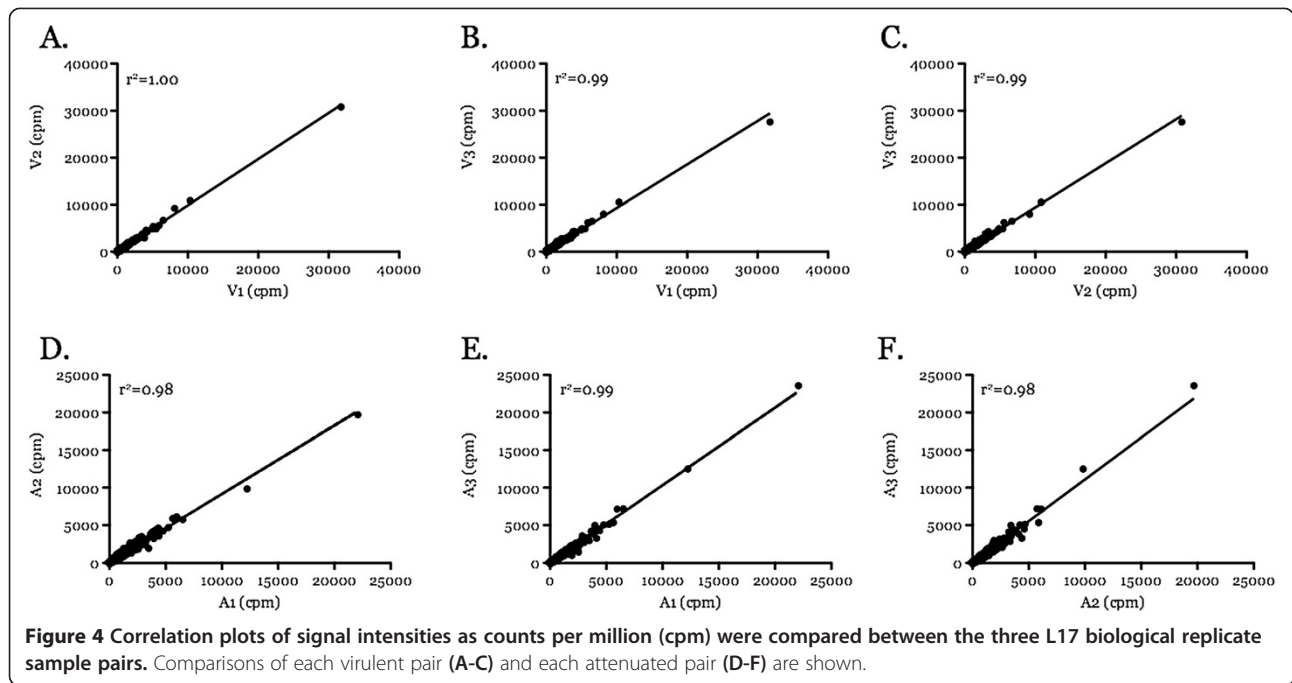 A.
r²=1.00
40000
30000
20000
10000
0
V2 (cpm)
0 10000 20000 30000 40000
V1 (cpm)
B.
r²=0.99
40000
30000
20000
10000
0
V3 (cpm)
0 10000 20000 30000 40000
V1 (cpm)
C.
r²=0.99
40000
30000
20000
10000
0
V3 (cpm)
0 10000 20000 30000 40000
V2 (cpm)
D.
r²=0.98
25000
20000
15000
10000
5000
0
A2 (cpm)
0 5000 10000 15000 20000 25000
A1 (cpm)
E.
r²=0.99
25000
20000
15000
10000
5000
0
A3 (cpm)
0 5000 10000 15000 20000 25000
A1 (cpm)
F.
r²=0.98
25000
20000
15000
10000
5000
0
A3 (cpm)
0 5000 10000 15000 20000 25000
A2 (cpm)
Figure 4 Correlation plots of signal intensities as counts per million (cpm) were compared between the three L17 biological replicate
sample pairs. Comparisons of each virulent pair (A-C) and each attenuated pair (D-F) are shown.